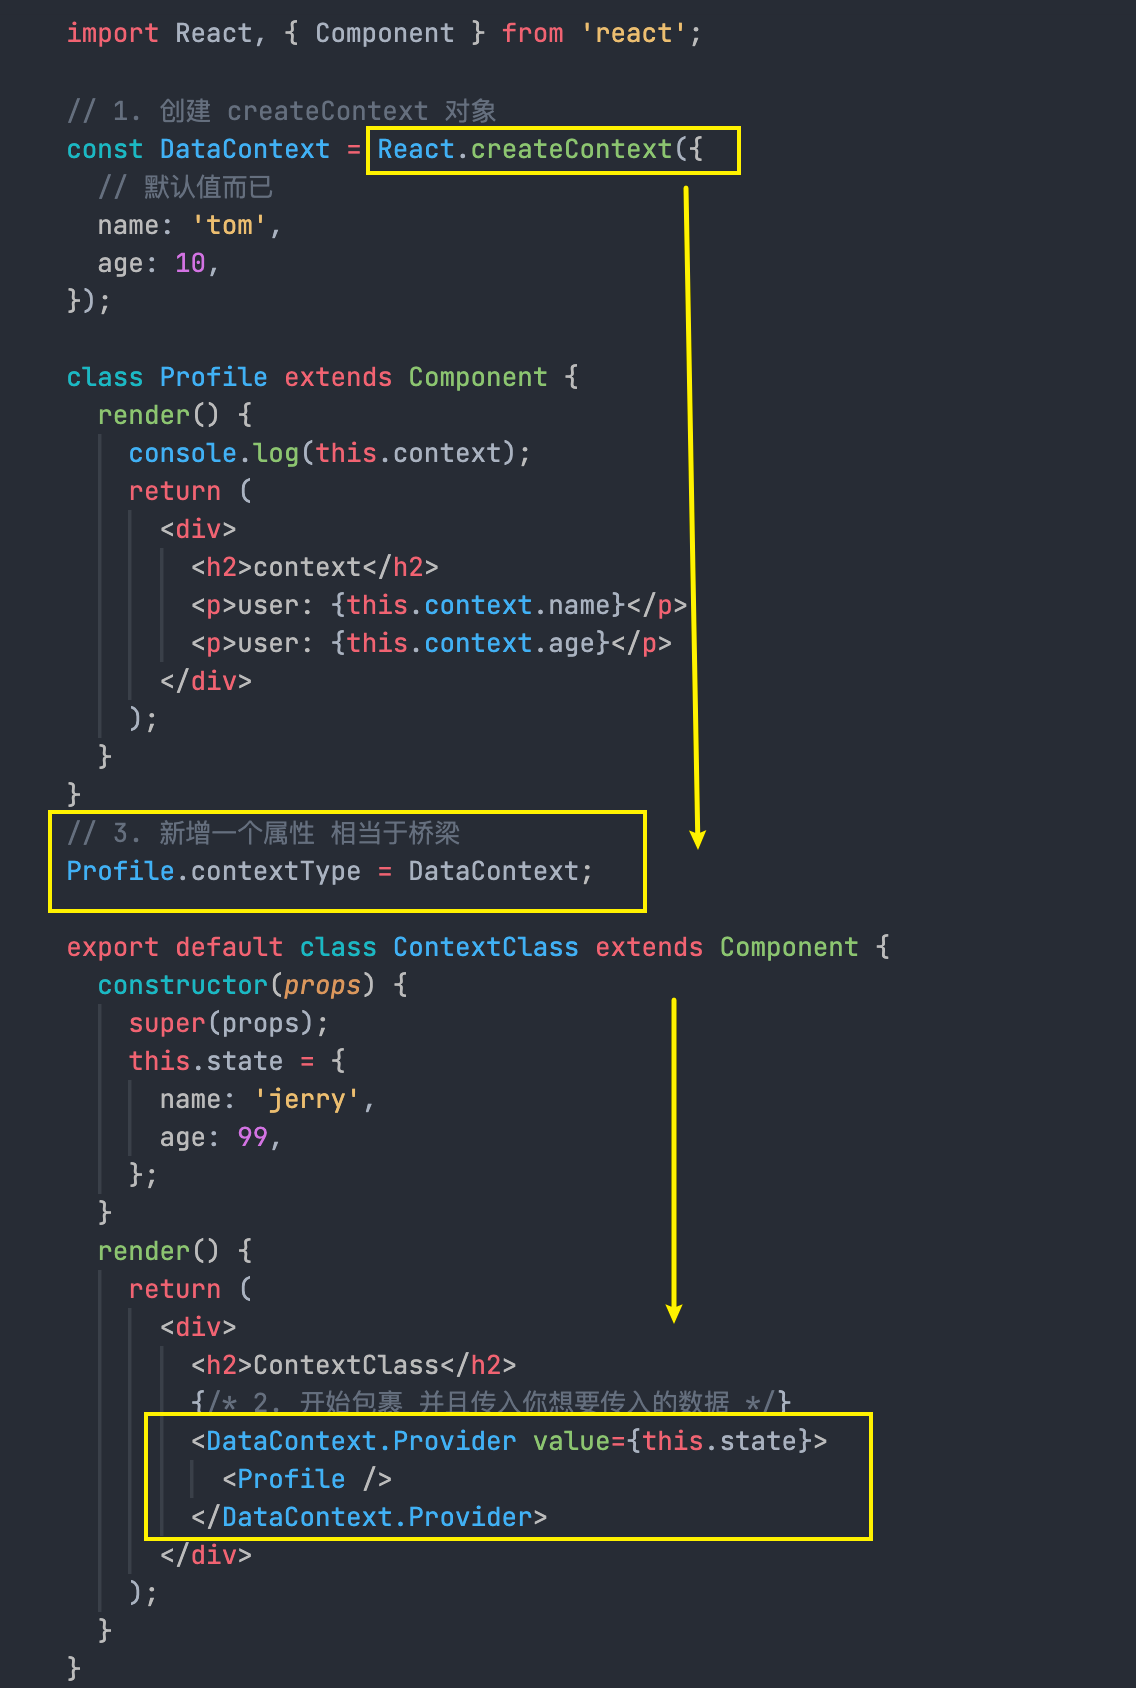 import React, { Component } from 'react';
// 1. 创建 createContext 对象
const DataContext = React.createContext({
  // 默认值而已
  name: 'tom',
  age: 10,
});
class Profile extends Component {
  render() {
    console.log(this.context);
    return (
      <div>
        <h2>context</h2>
        <p>user: {this.context.name}</p>
        <p>user: {this.context.age}</p>
      </div>
    );
  }
}
// 3. 新增一个属性 相当于桥梁
Profile.contextType = DataContext;
export default class ContextClass extends Component {
  constructor(props) {
    super(props);
    this.state = {
      name: 'jerry',
      age: 99,
    };
  }
  render() {
    return (
      <div>
        <h2>ContextClass</h2>
        {/* 2. 开始包裹 并且传入你想要传入的数据 */}
        <DataContext.Provider value={this.state}>
          <Profile />
        </DataContext.Provider>
      </div>
    );
  }
}